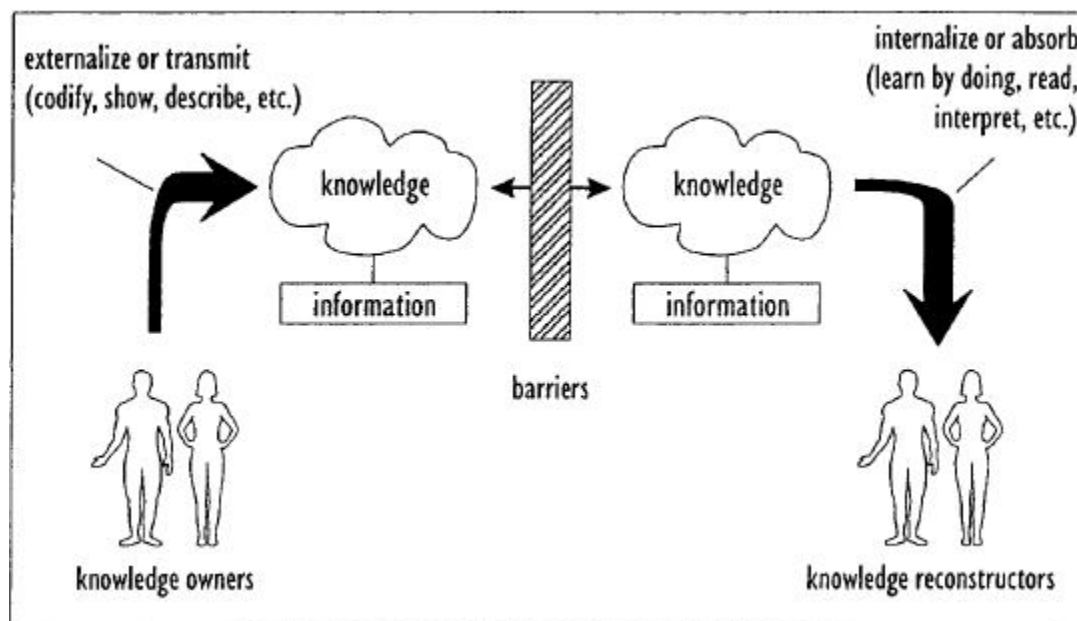 externalize or transmit
(codify, show, describe, etc.)
internalize or absorb
(learn by doing, read,
interpret, etc.)
knowledge
knowledge
information
information
barriers
knowledge owners
knowledge reconstructors